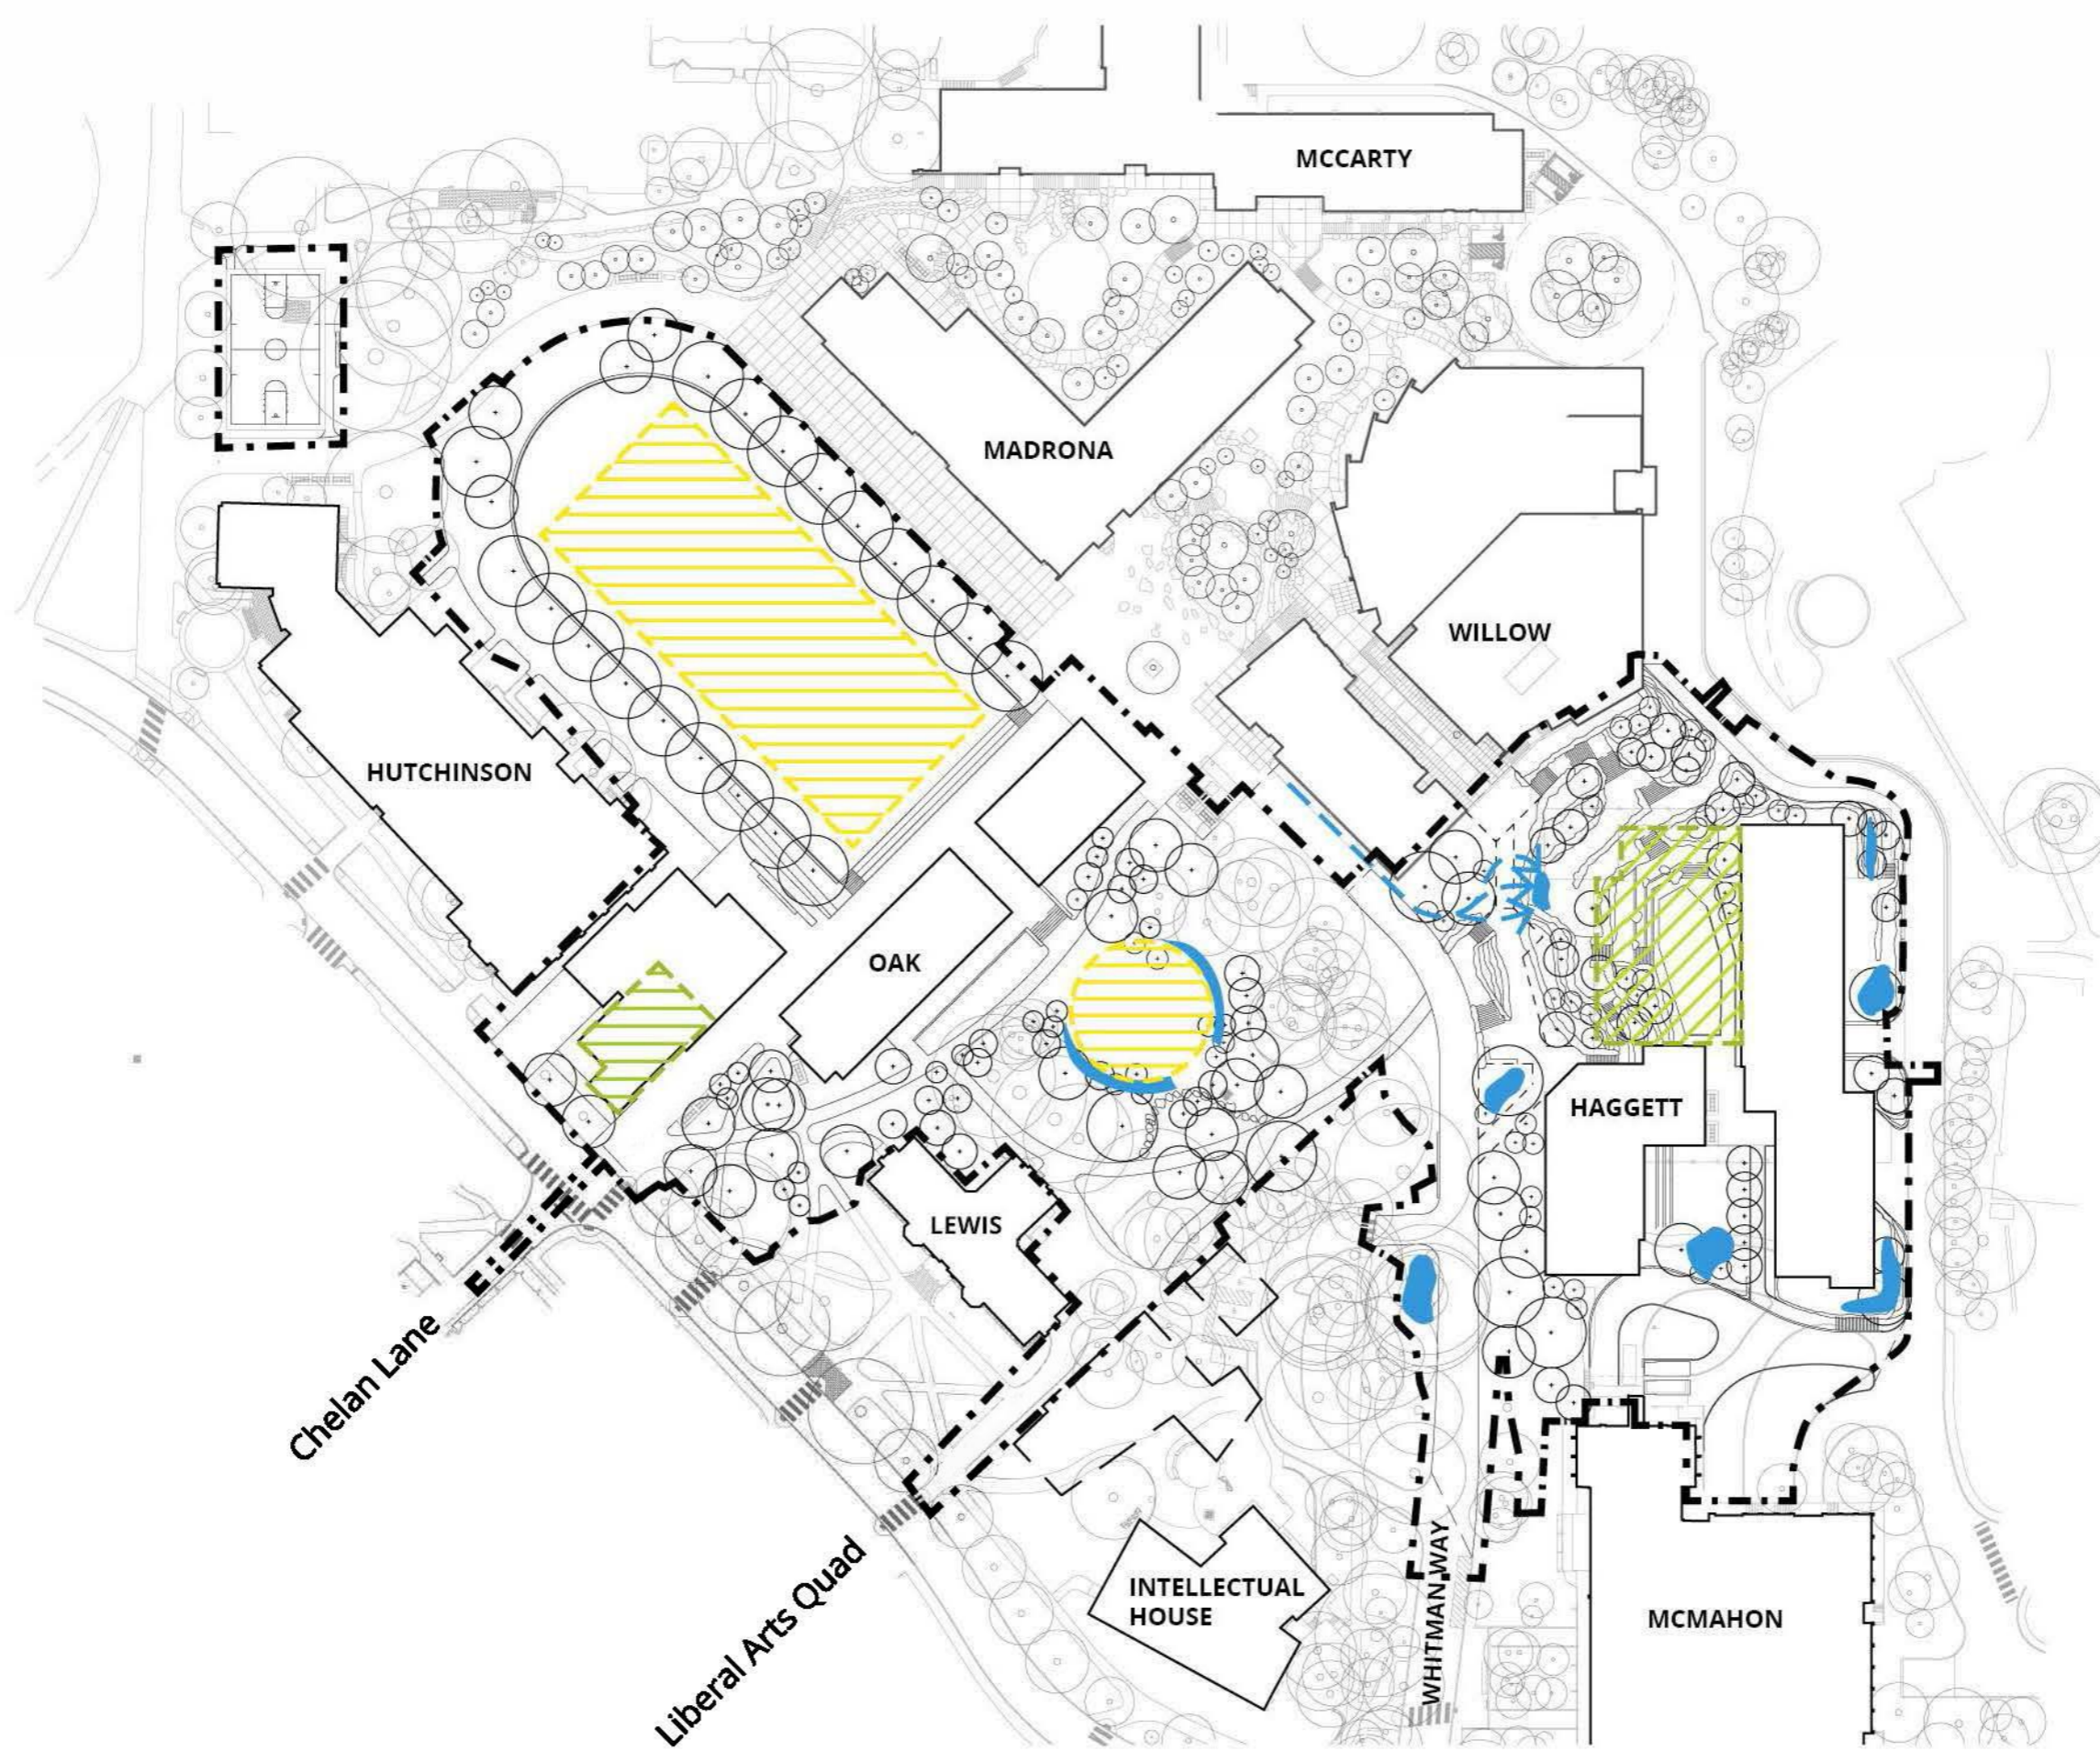 MCCARTY
MADRONA
WILLOW
HUTCHINSON
OAK
HAGGETT
LEWIS
Chelan Lane
Liberal Arts Quad
INTELLECTUAL
HOUSE
WHITMAN WAY
MCMAHON